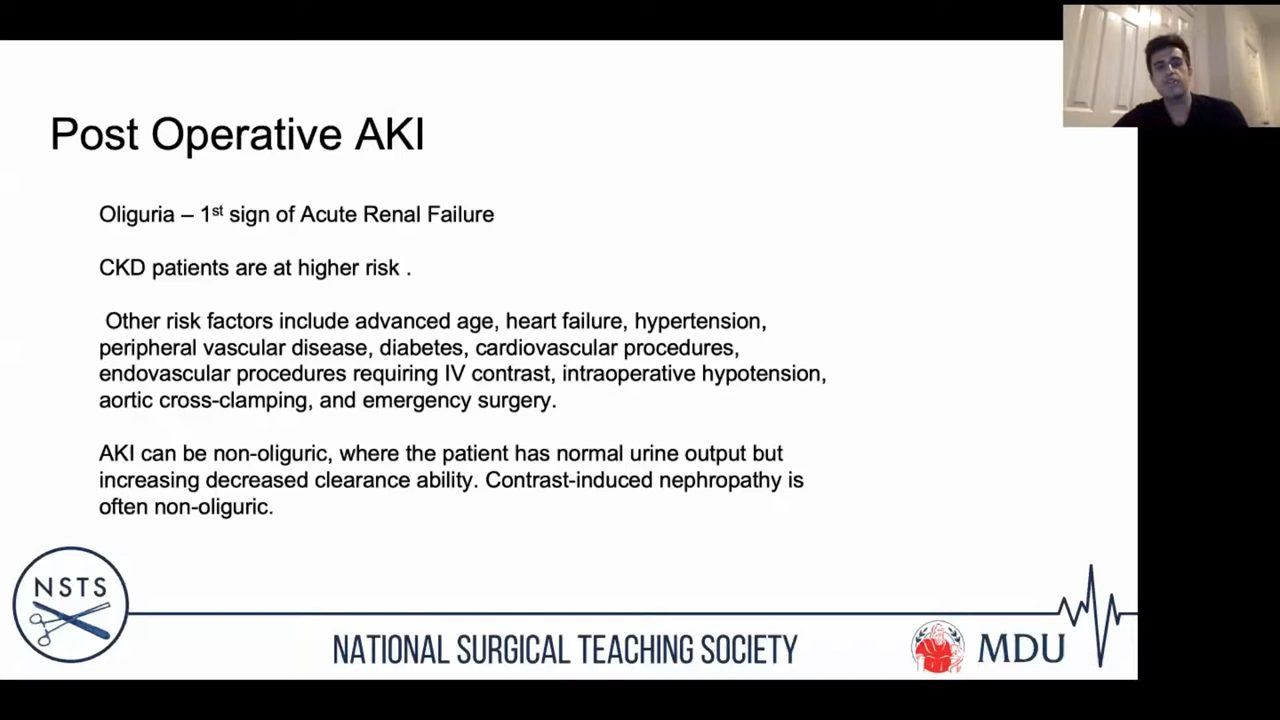 Post Operative AKI
Oliguria – 1st sign of Acute Renal Failure
CKD patients are at higher risk .
Other risk factors include advanced age, heart failure, hypertension,
peripheral vascular disease, diabetes, cardiovascular procedures,
endovascular procedures requiring IV contrast, intraoperative hypotension,
aortic cross-clamping, and emergency surgery.
AKI can be non-oliguric, where the patient has normal urine output but
increasing decreased clearance ability. Contrast-induced nephropathy is
often non-oliguric.
NSTS
NATIONAL SURGICAL TEACHING SOCIETY
MDU